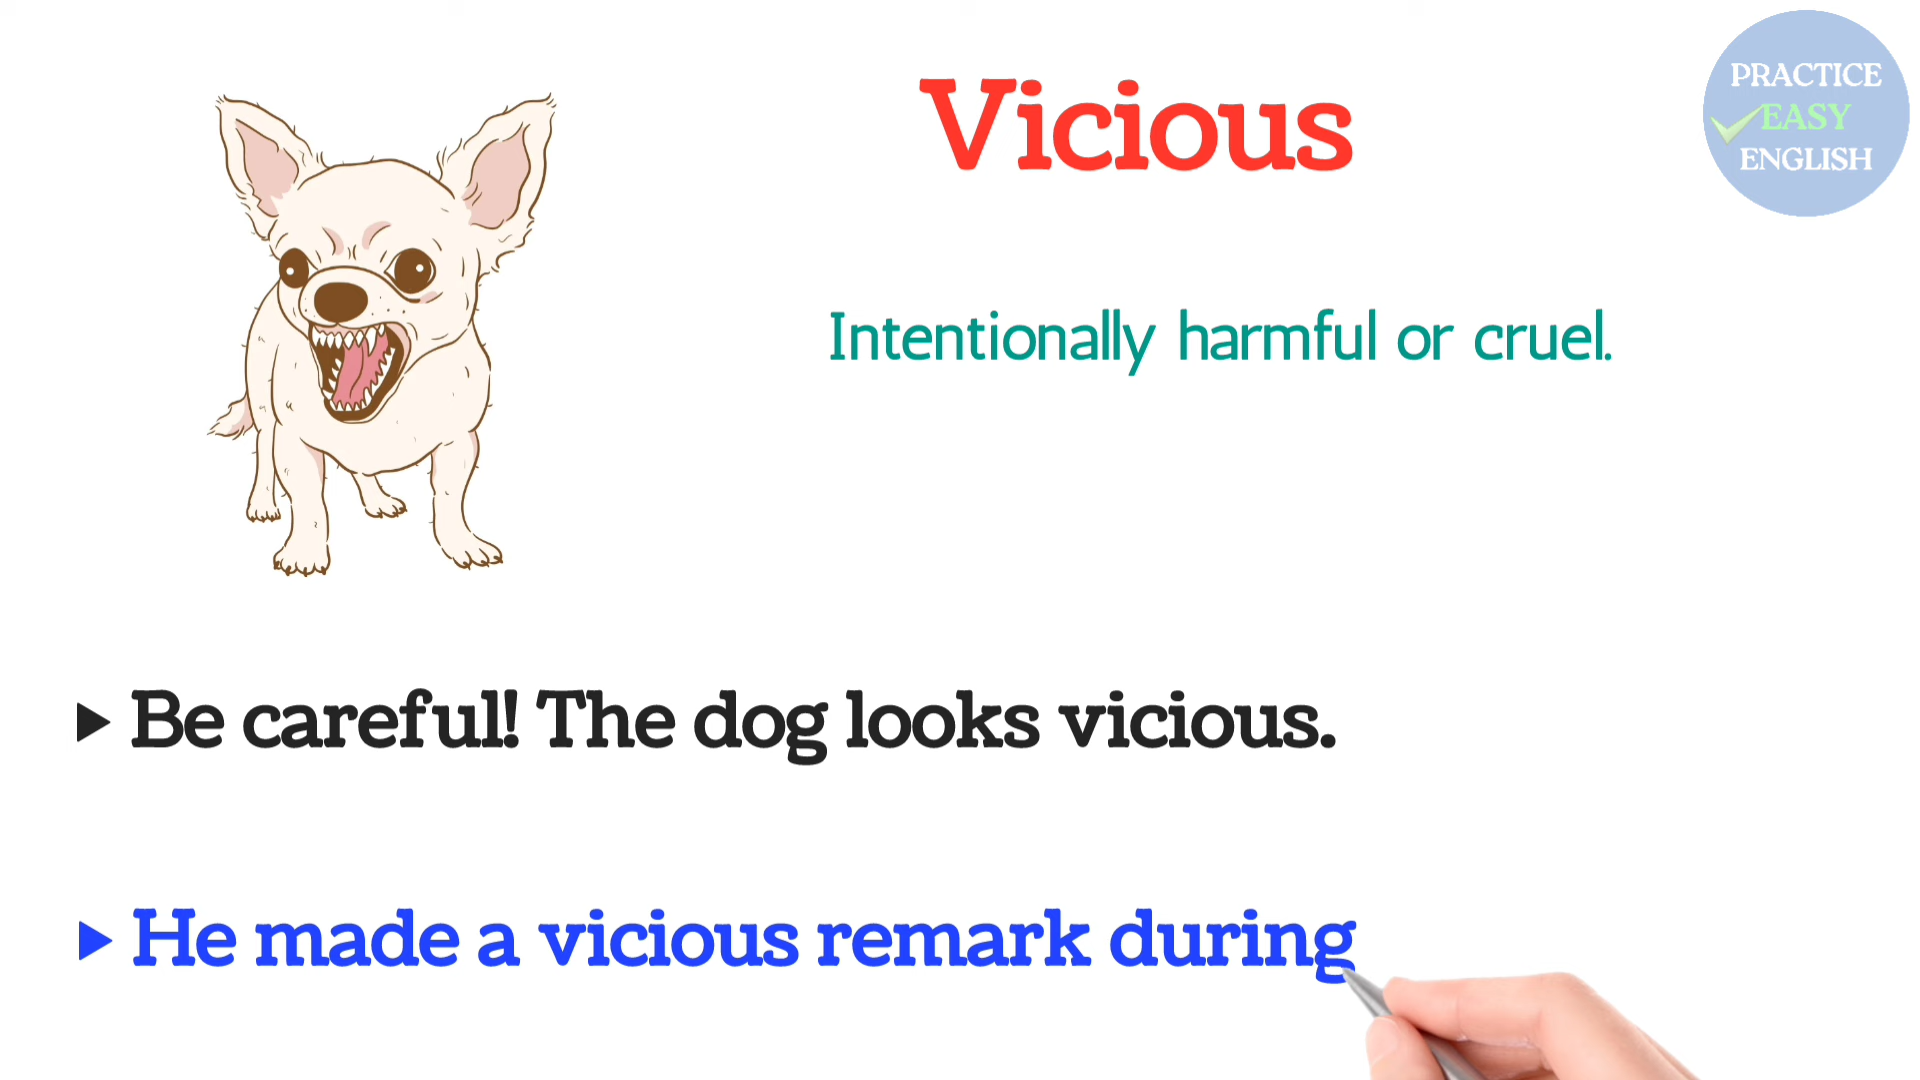 Vicious
PRACTICE
EASY
ENGLISH
Intentionally harmful or cruel.
Be careful! The dog looks vicious.
He made a vicious remark during